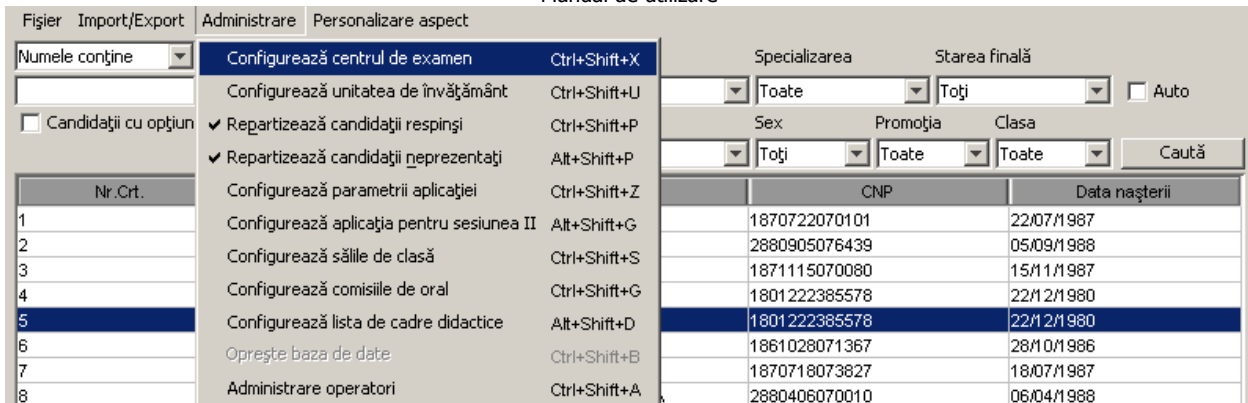 Fişier Import/Export Administrare Personalizare aspect
Numele conţine
Configurează centrul de examen Ctrl+Shift+X
Specializarea Starea finală
Configurează unitatea de învăţământ Ctrl+Shift+U
Toate Toţi Auto
Candidaţii cu opţiun
Repartizează candidaţii respinşi Ctrl+Shift+P
Sex Promoţia Clasa
Repartizează candidaţii neprezentaţi Alt+Shift+P
Toţi Toate Toate Caută
Configurează parametrii aplicaţiei Ctrl+Shift+Z
Nr.Crt. CNP Data naşterii
Configurează aplicaţia pentru sesiunea II Alt+Shift+G
1 1870722070101 22/07/1987
2 2880905076439 05/09/1988
Configurează sălile de clasă Ctrl+Shift+S
3 1871115070080 15/11/1987
Configurează comisiile de oral Ctrl+Shift+G
4 1801222385578 22/12/1980
Configurează lista de cadre didactice Alt+Shift+D
5 1801222385578 22/12/1980
Opreşte baza de date Ctrl+Shift+B
6 1861028071367 28/10/1986
7 1870718073827 18/07/1987
Administrare operatori Ctrl+Shift+A
8 2880406070010 06/04/1988